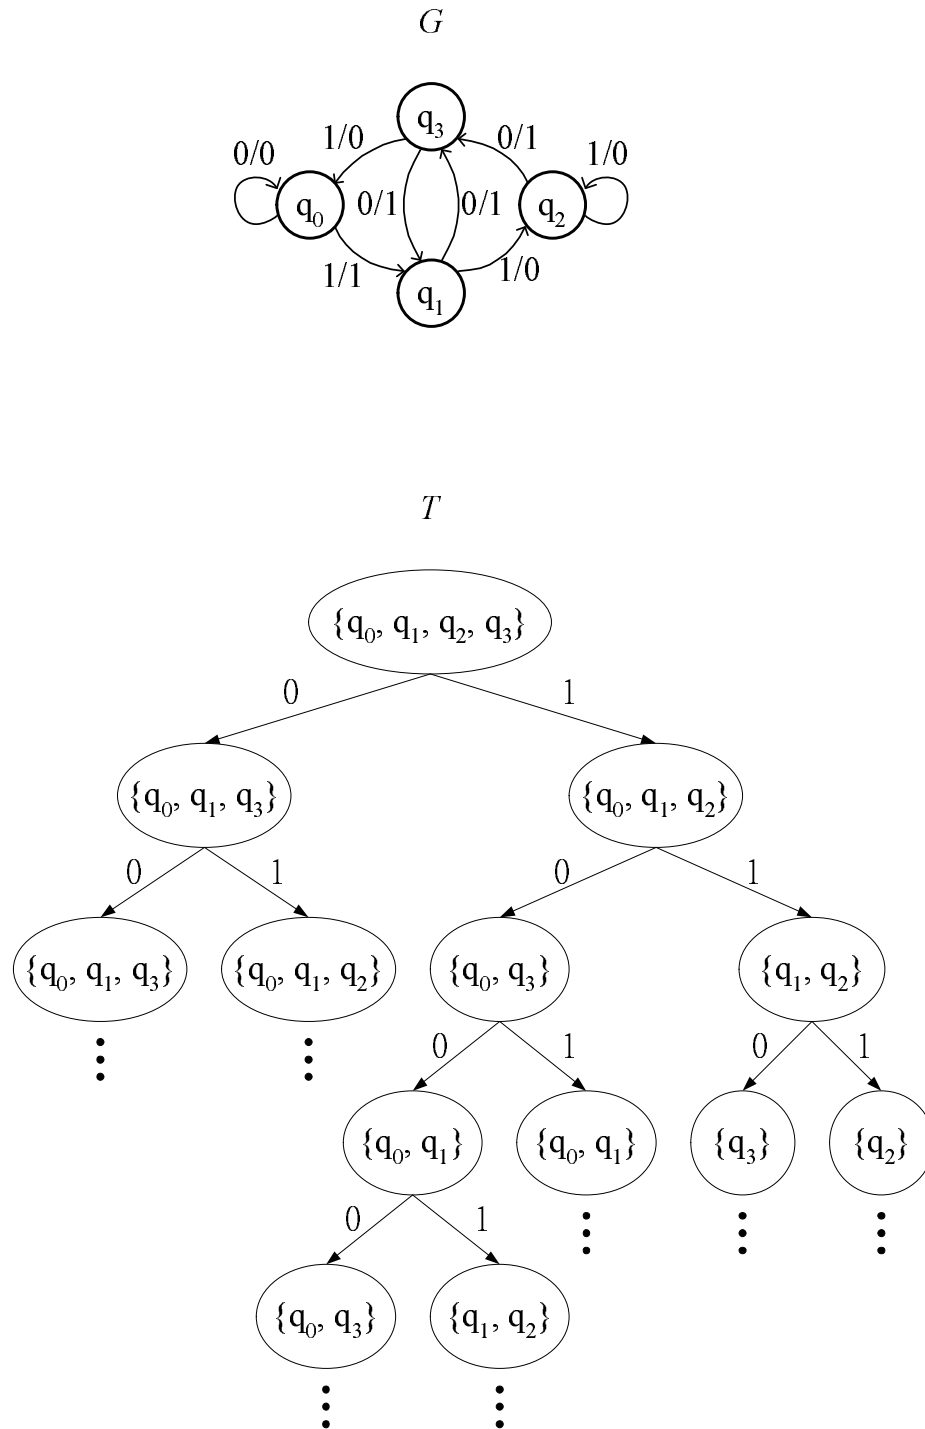 G
q3
1/0 0/1
0/0 1/0
q0 0/1 0/1 q2
1/1 1/0
q1
T
{q0, q1, q2, q3}
0 1
{q0, q1, q3} {q0, q1, q2}
0 1 0 1
{q0, q1, q3} {q0, q1, q2} {q0, q3} {q1, q2}
0 1 0 1
{q0, q1} {q0, q1} {q3} {q2}
0 1
{q0, q3} {q1, q2}